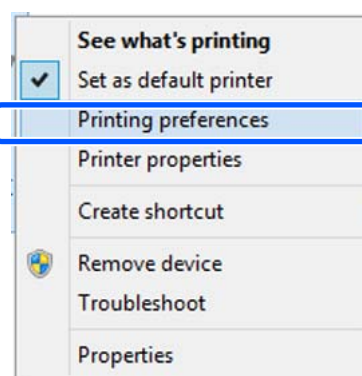 See what's printing
Set as default printer
Printing preferences
Printer properties
Create shortcut
Remove device
Troubleshoot
Properties